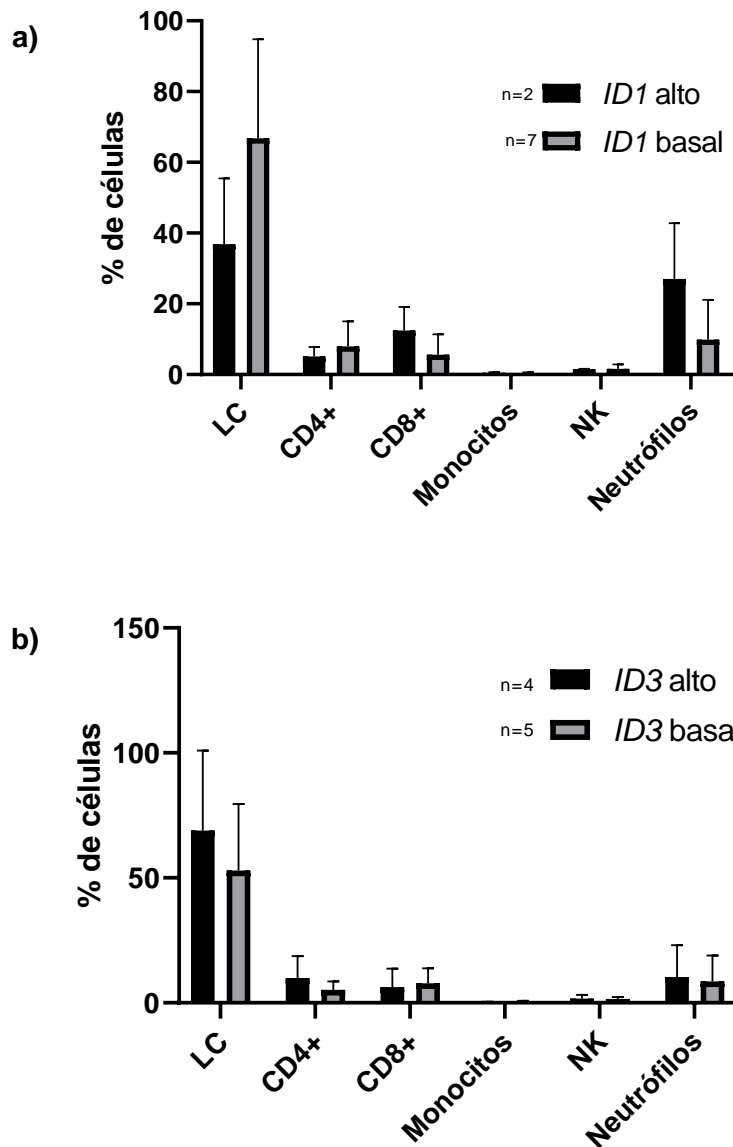 a)
100
80
60
40
20
0
% de células
n=2 ID1 alto
n=7 ID1 basal
LC
CD4+
CD8+
Monocitos
NK
Neutrófilos
b)
150
100
50
0
% de células
n=4 ID3 alto
n=5 ID3 basa
LC
CD4+
CD8+
Monocitos
NK
Neutrófilos